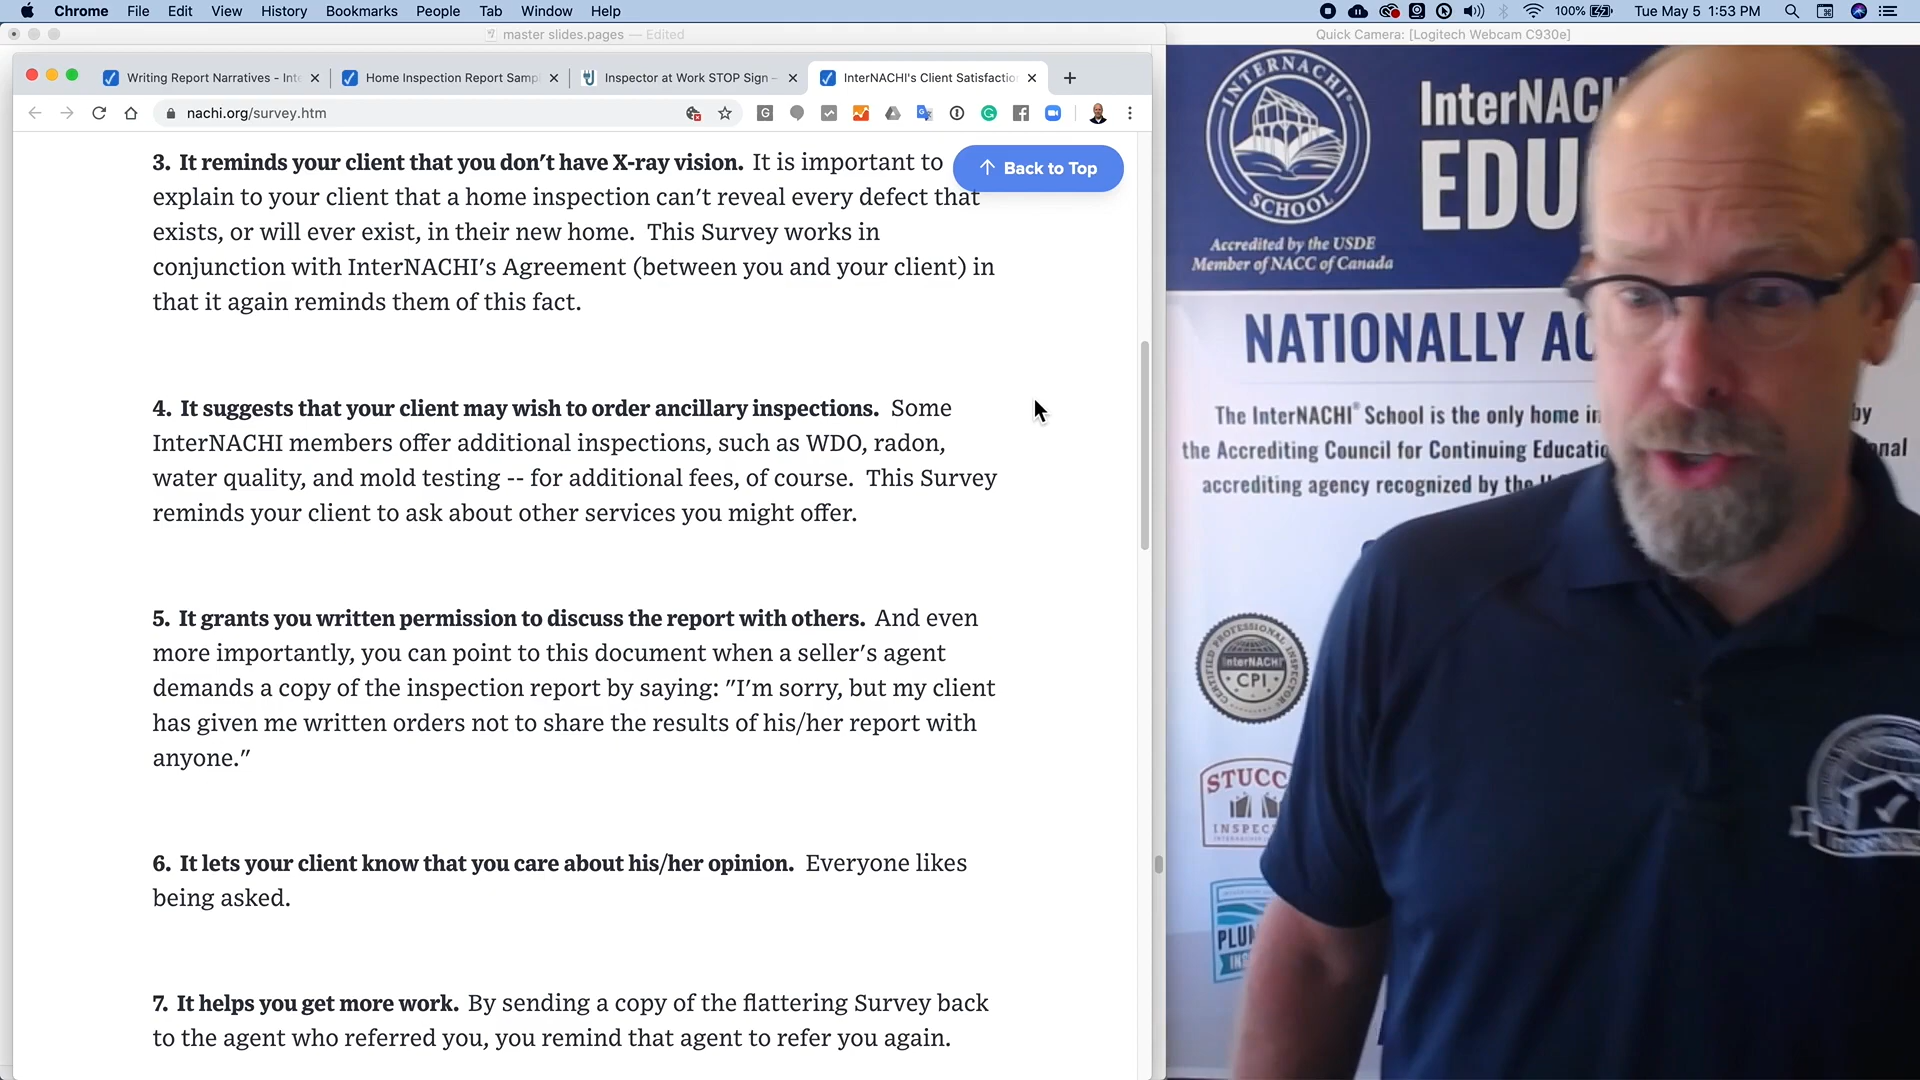 Chrome File Edit View History Bookmarks People Tab Window Help
100% Tue May 5 1:53 PM
master slides.pages — Edited
Quick Camera: [Logitech Webcam C930e]
Writing Report Narratives - Inte
Home Inspection Report Sampl
Inspector at Work STOP Sign -
InterNACHI's Client Satisfactio
nachi.org/survey.htm
Back to Top
3. It reminds your client that you don't have X-ray vision. It is important to
explain to your client that a home inspection can't reveal every defect that
exists, or will ever exist, in their new home. This Survey works in
conjunction with InterNACHI's Agreement (between you and your client) in
that it again reminds them of this fact.
4. It suggests that your client may wish to order ancillary inspections. Some
InterNACHI members offer additional inspections, such as WDO, radon,
water quality, and mold testing -- for additional fees, of course. This Survey
reminds your client to ask about other services you might offer.
5. It grants you written permission to discuss the report with others. And even
more importantly, you can point to this document when a seller's agent
demands a copy of the inspection report by saying: "I'm sorry, but my client
has given me written orders not to share the results of his/her report with
anyone."
6. It lets your client know that you care about his/her opinion. Everyone likes
being asked.
7. It helps you get more work. By sending a copy of the flattering Survey back
to the agent who referred you, you remind that agent to refer you again.
INTERNACHI
SCHOOL
InterNACH
EDU
Accredited by the USDE
Member of NACC of Canada
NATIONALLY AC
The InterNACHI® School is the only home in by
the Accrediting Council for Continuing Educatio nal
accrediting agency recognized by the U
CERTIFIED PROFESSIONAL INSPECTOR
InterNACHI
CPI
STUCC
INSPEC
PLUM
INS